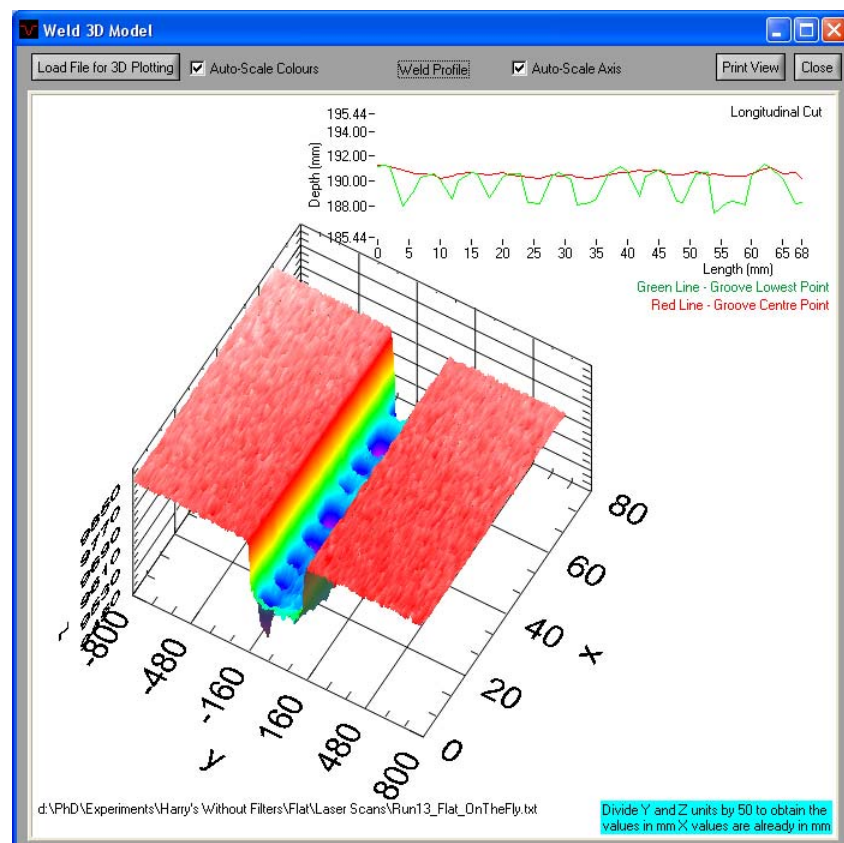 Weld 3D Model
Load File for 3D Plotting
Auto-Scale Colours
Weld Profile
Auto-Scale Axis
Print View
Close
Longitudinal Cut
195.44
194.00
192.00
190.00
188.00
185.44
Depth (mm)
0 5 10 15 20 25 30 35 40 45 50 55 60 65 68
Length (mm)
Green Line - Groove Lowest Point
Red Line - Groove Centre Point
9850
9770
9690
9610
9530
z
-800 -480 -160 160 480 800
y
0 20 40 60 80
x
d:\PhD\Experiments\Harry's Without Filters\Flat\Laser Scans\Run13_Flat_OnTheFly.txt
Divide Y and Z units by 50 to obtain the
values in mm X values are already in mm